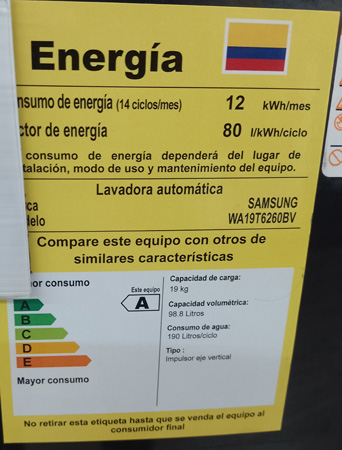 Energía
nsumo de energía (14 ciclos/mes) 12 kWh/mes
ctor de energía 80 l/kWh/ciclo
consumo de energía dependerá del lugar de
talación, modo de uso y mantenimiento del equipo.
Lavadora automática
ca SAMSUNG
delo WA19T6260BV
Compare este equipo con otros de
similares características
nor consumo
Este equipo
A
A
B
C
D
E
Mayor consumo
Capacidad de carga:
19 kg
Capacidad volumétrica:
98.8 Litros
Consumo de agua:
190 Litros/ciclo
Tipo :
Impulsor eje vertical
No retirar esta etiqueta hasta que se venda el equipo al
consumidor final